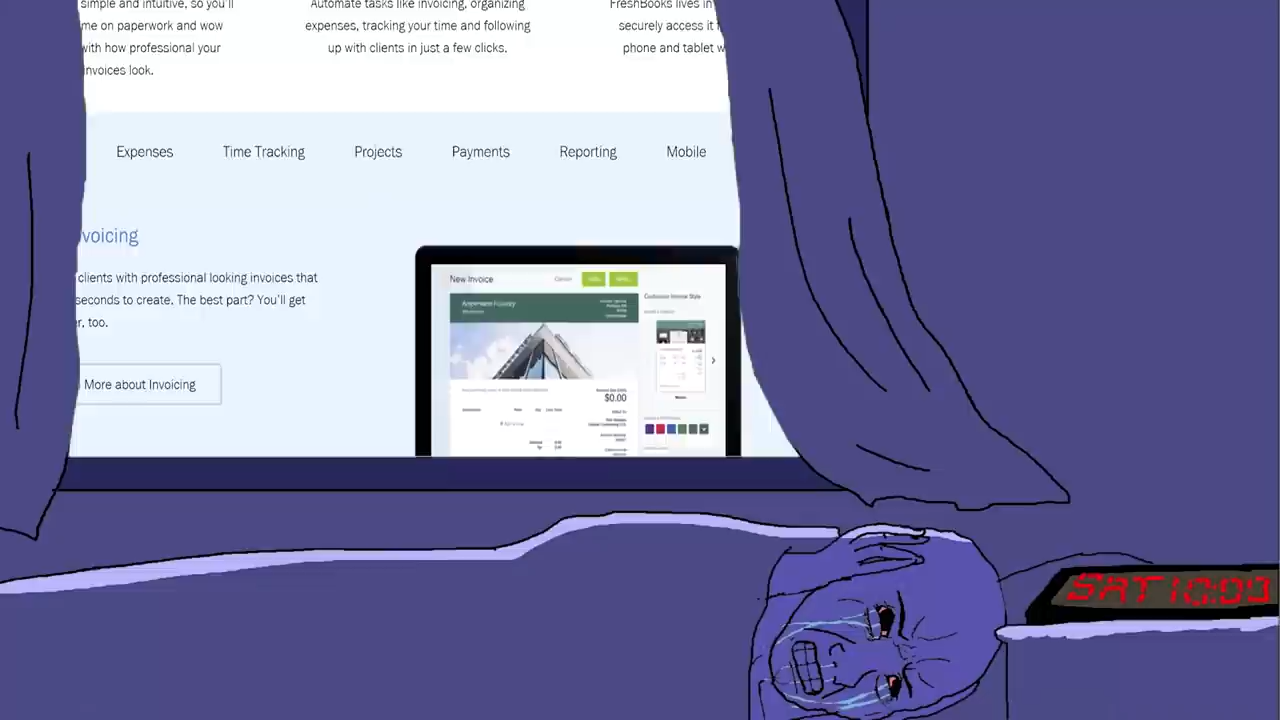 simple and intuitive, so you'll
me on paperwork and wow
with how professional your
invoices look.
Automate tasks like invoicing, organizing
expenses, tracking your time and following
up with clients in just a few clicks.
FreshBooks lives in
securely access it
phone and tablet w
Expenses
Time Tracking
Projects
Payments
Reporting
Mobile
voicing
clients with professional looking invoices that
seconds to create. The best part? You'll get
r, too.
More about Invoicing
New Invoice
Cancel
Customize Invoice Style
$0.00
SAT 10:00